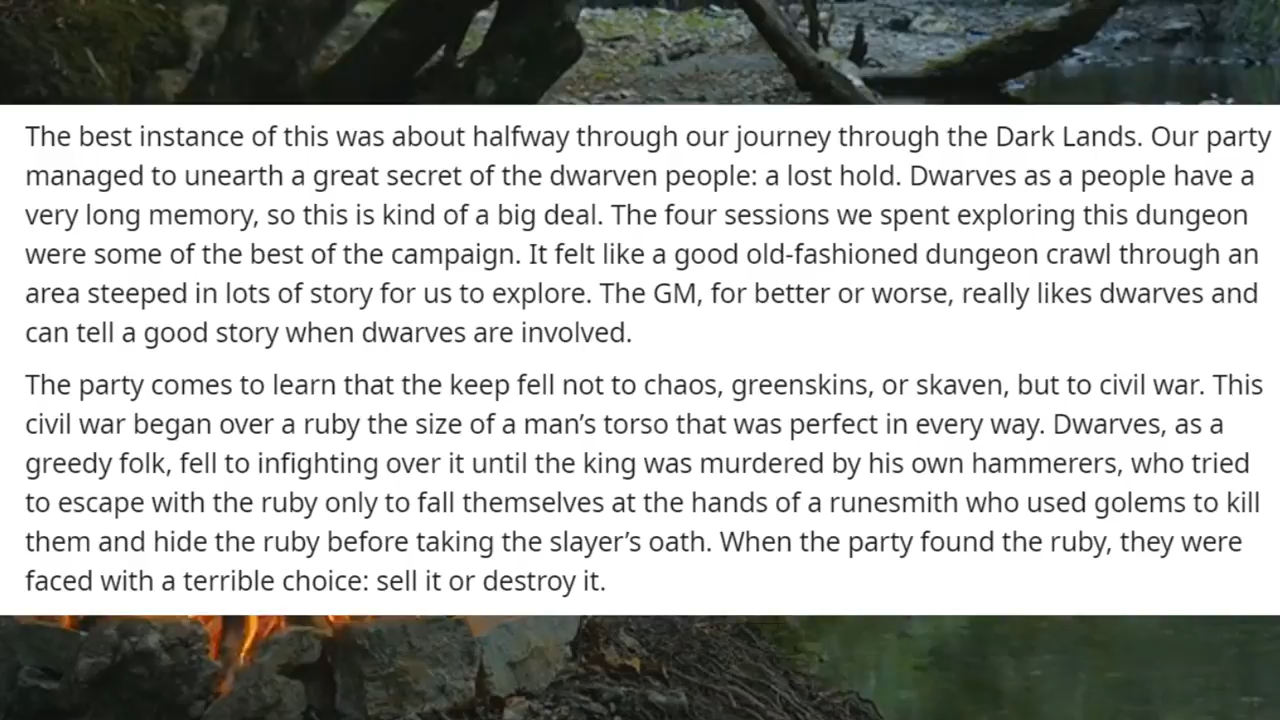 The best instance of this was about halfway through our journey through the Dark Lands. Our party
managed to unearth a great secret of the dwarven people: a lost hold. Dwarves as a people have a
very long memory, so this is kind of a big deal. The four sessions we spent exploring this dungeon
were some of the best of the campaign. It felt like a good old-fashioned dungeon crawl through an
area steeped in lots of story for us to explore. The GM, for better or worse, really likes dwarves and
can tell a good story when dwarves are involved.
The party comes to learn that the keep fell not to chaos, greenskins, or skaven, but to civil war. This
civil war began over a ruby the size of a man’s torso that was perfect in every way. Dwarves, as a
greedy folk, fell to infighting over it until the king was murdered by his own hammerers, who tried
to escape with the ruby only to fall themselves at the hands of a runesmith who used golems to kill
them and hide the ruby before taking the slayer’s oath. When the party found the ruby, they were
faced with a terrible choice: sell it or destroy it.